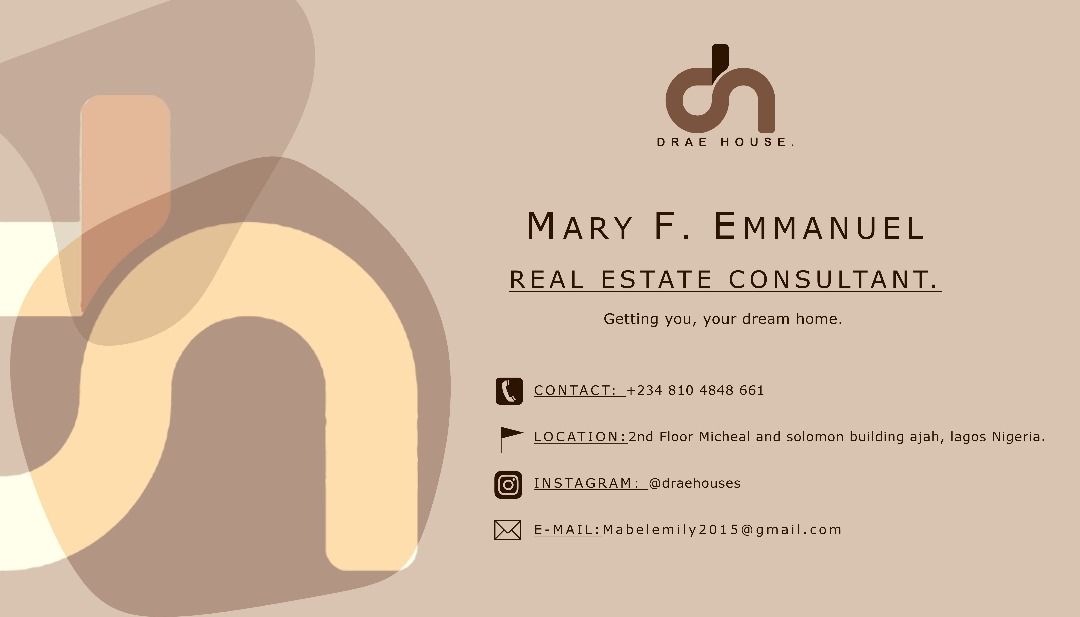 dh
DRAE HOUSE.
MARY F. EMMANUEL
REAL ESTATE CONSULTANT.
Getting you, your dream home.
CONTACT: +234 810 4848 661
LOCATION:2nd Floor Micheal and solomon building ajah, lagos Nigeria.
INSTAGRAM: @draehouses
E-MAIL:Mabelemily2015@gmail.com